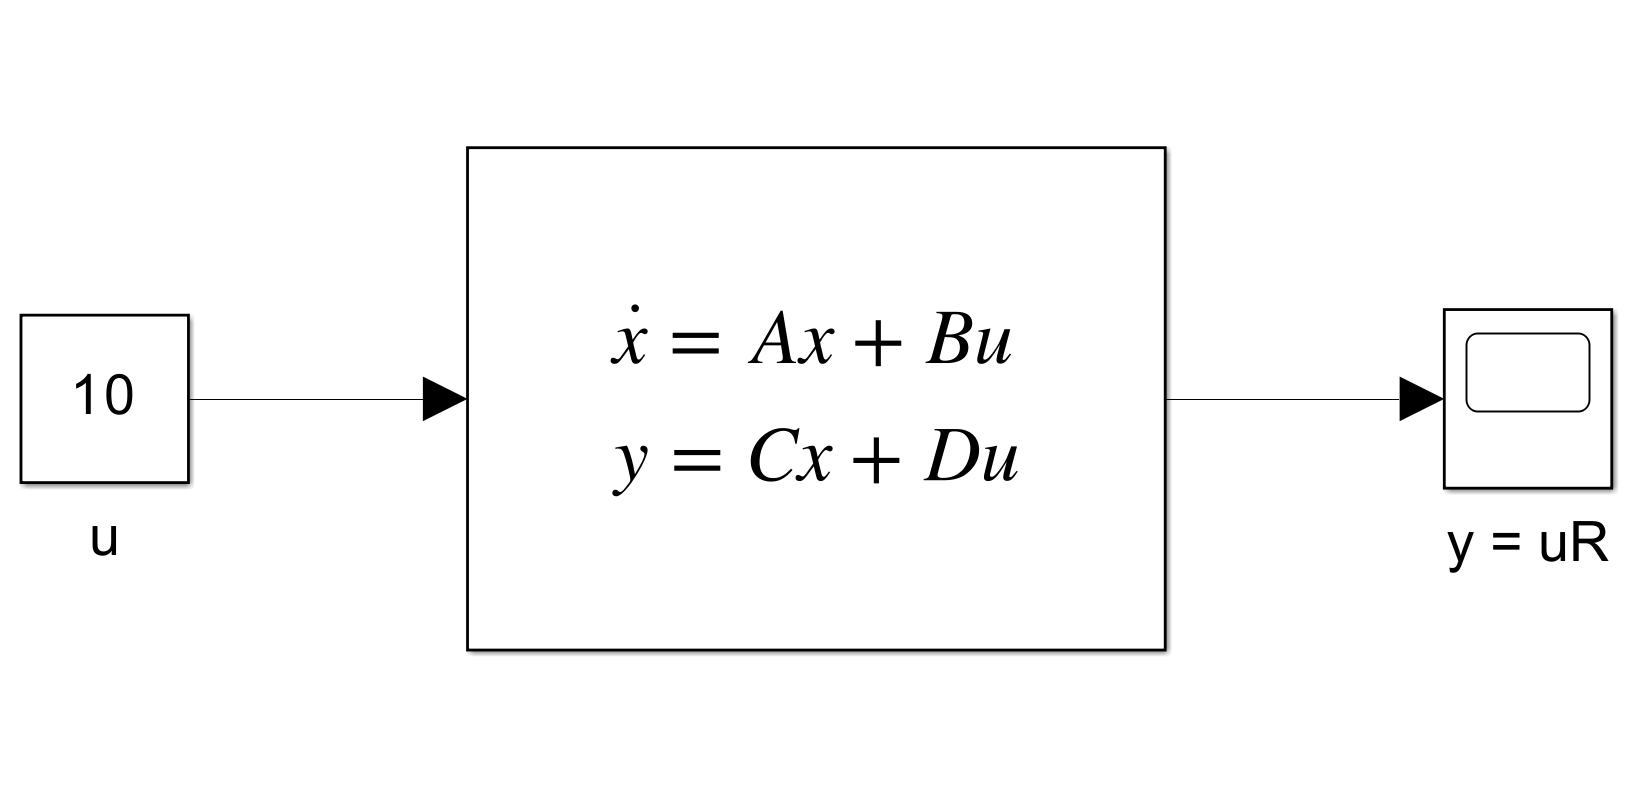 10
u
ẋ = Ax + Bu
y = Cx + Du
y = uR